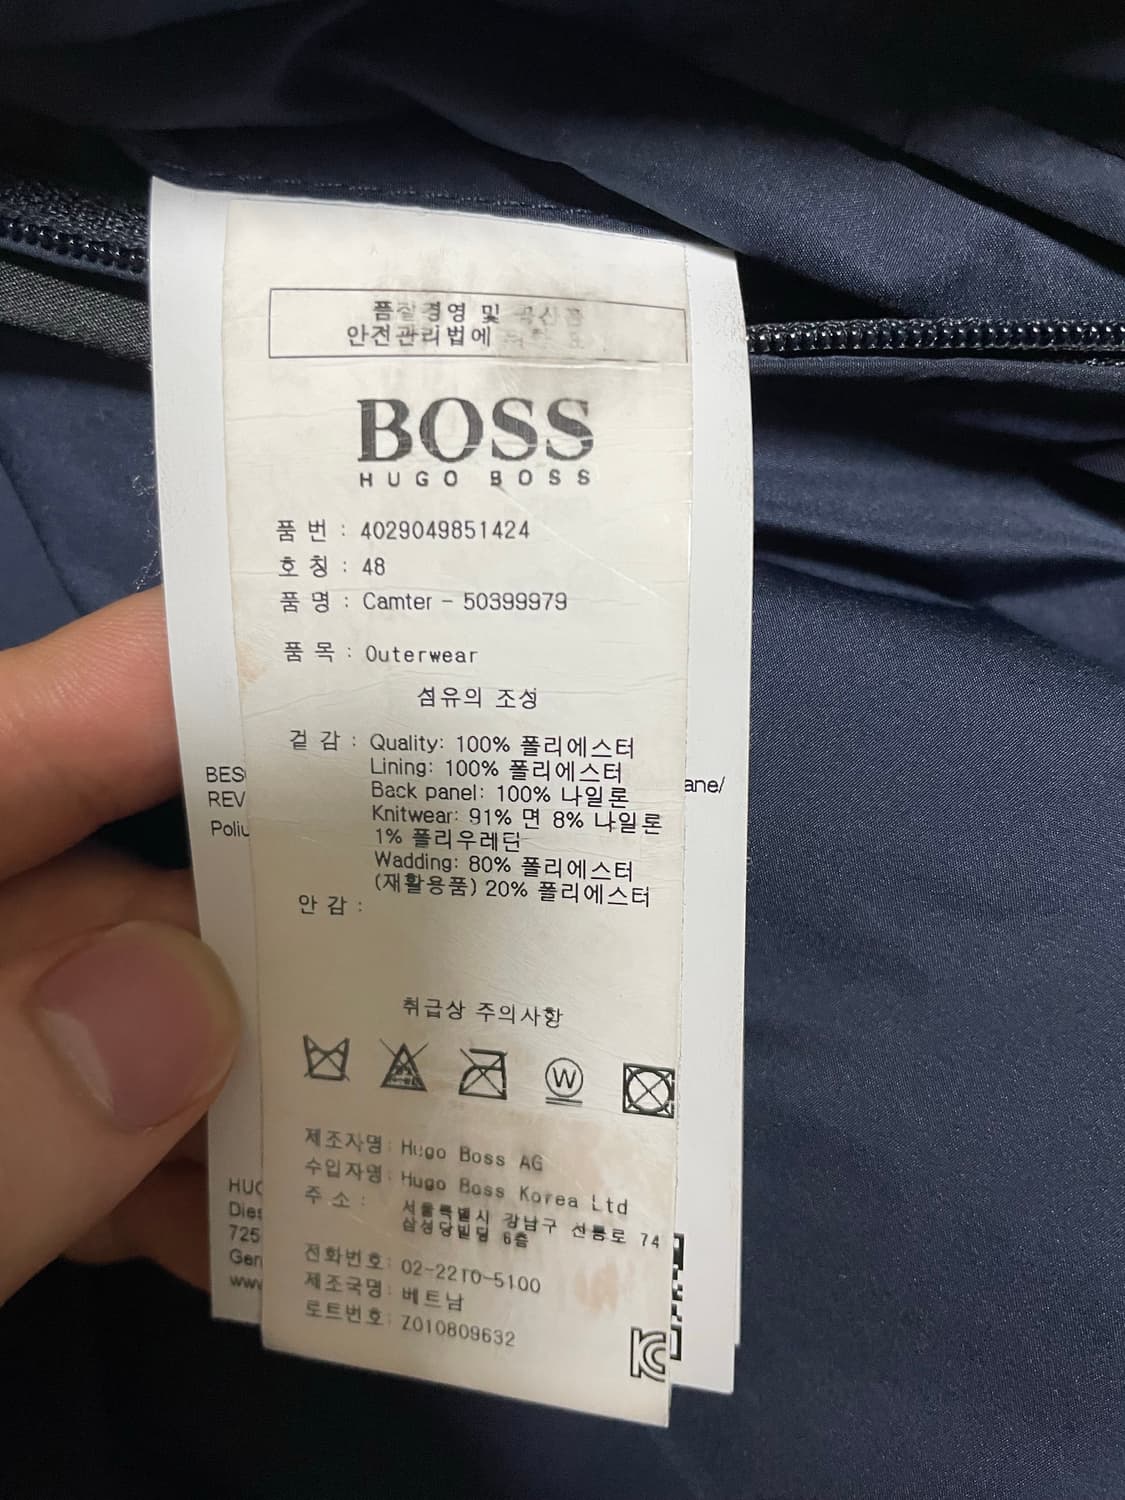 품질경영 및 공산품
안전관리법에
BOSS
HUGO BOSS
품 번 : 4029049851424
호 칭 : 48
품 명 : Camter - 50399979
품 목 : Outerwear
섬유의 조성
겉 감 : Quality: 100% 폴리에스터
Lining: 100% 폴리에스터
Back panel: 100% 나일론
Knitwear: 91% 면 8% 나일론
1% 폴리우레탄
Wadding: 80% 폴리에스터
(재활용품) 20% 폴리에스터
안 감 :
취급상 주의사항
W
제조자명: Hugo Boss AG
수입자명: Hugo Boss Korea Ltd
주 소 : 서울특별시 강남구 선릉로 74
삼성당빌딩 6층
전화번호: 02-2210-5100
제조국명: 베트남
로트번호: Z010809632
BES
REV
ane/
Poliu
HUG
Dies
725
Gen
www